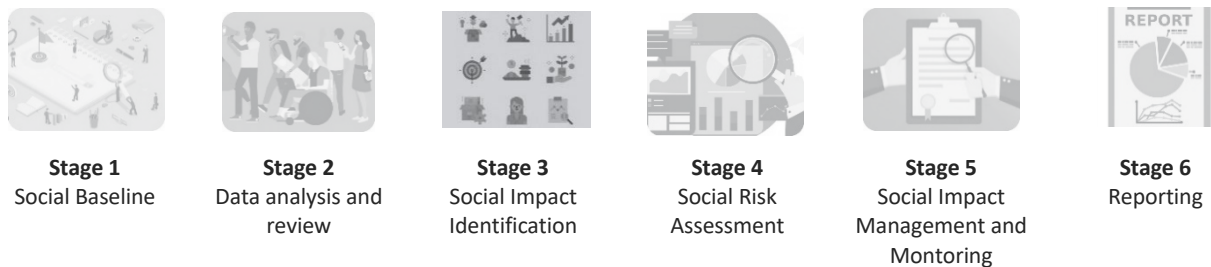 REPORT
Stage 1
Social Baseline
Stage 2
Data analysis and
review
Stage 3
Social Impact
Identification
Stage 4
Social Risk
Assessment
Stage 5
Social Impact
Management and
Montoring
Stage 6
Reporting